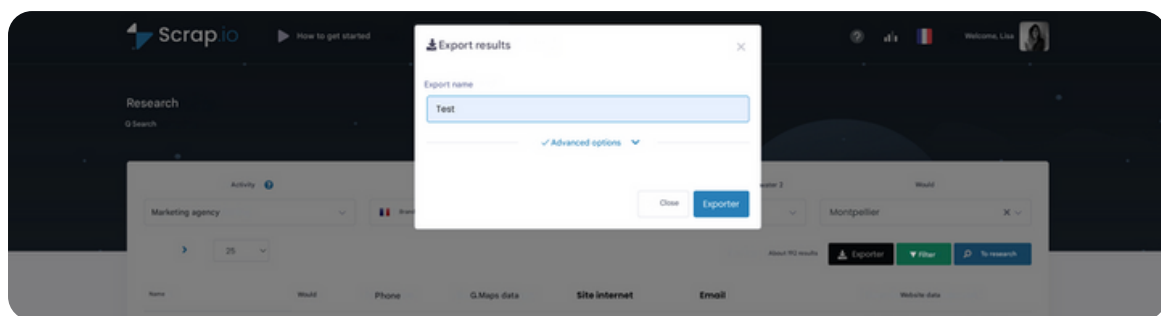 Scrap.io
How to get started
Welcome, Lisa
Export results
Export name
Test
Advanced options
Close
Exporter
Research
Search
Activity
Would
Marketing agency
Montpellier
25
About 192 results
Exporter
Filter
To research
Name
Would
Phone
G.Maps data
Site internet
Email
Website data